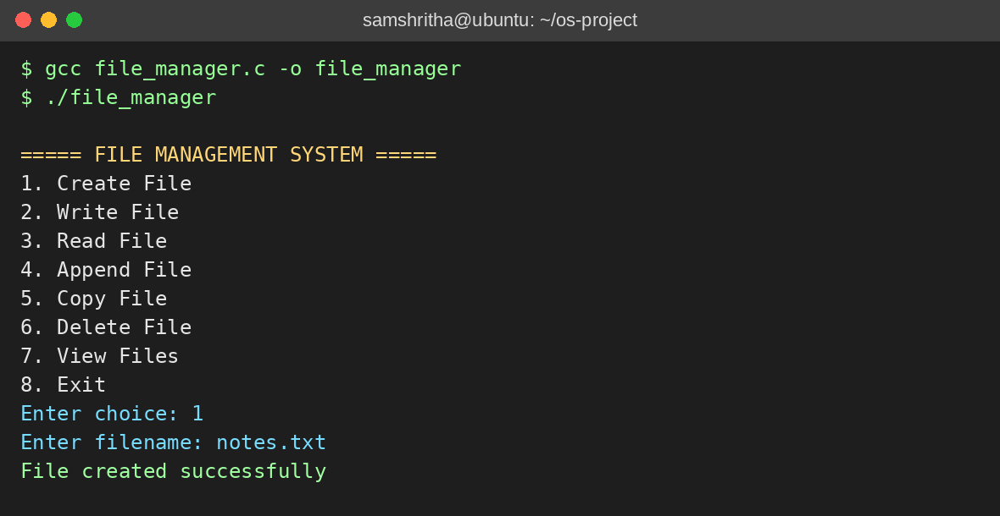 samshritha@ubuntu: ~/os-project
$ gcc file_manager.c -o file_manager
$ ./file_manager
===== FILE MANAGEMENT SYSTEM =====
1. Create File
2. Write File
3. Read File
4. Append File
5. Copy File
6. Delete File
7. View Files
8. Exit
Enter choice: 1
Enter filename: notes.txt
File created successfully